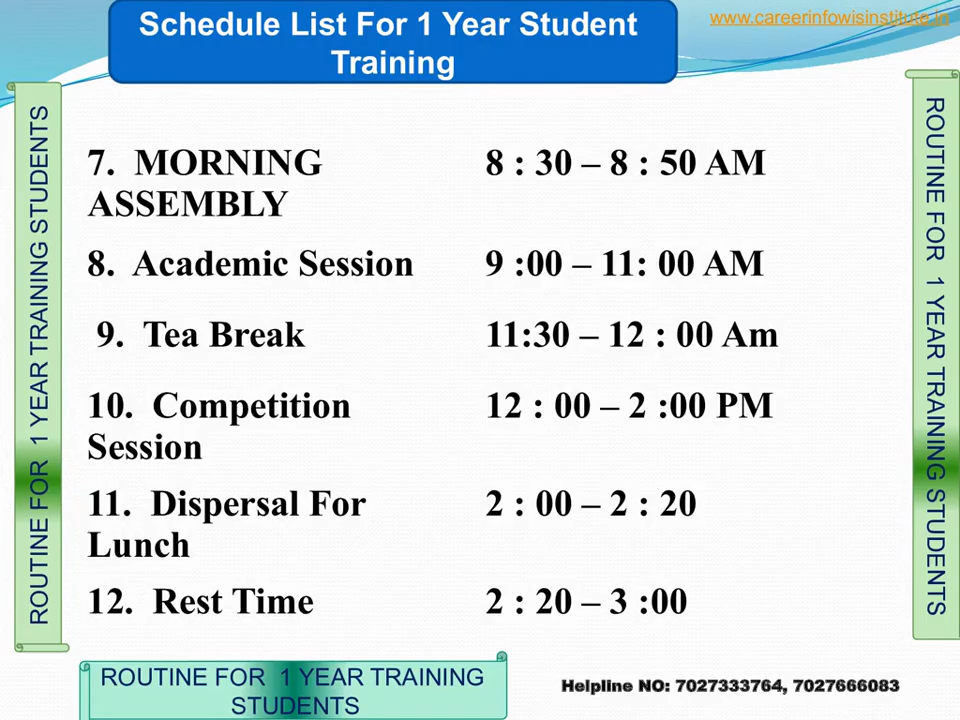 Schedule List For 1 Year Student
Training
www.careerinfowisinstitute.in
ROUTINE FOR 1 YEAR TRAINING STUDENTS
7. MORNING
ASSEMBLY
8 : 30 – 8 : 50 AM
8. Academic Session
9 :00 – 11: 00 AM
9. Tea Break
11:30 – 12 : 00 Am
10. Competition
Session
12 : 00 – 2 :00 PM
11. Dispersal For
Lunch
2 : 00 – 2 : 20
12. Rest Time
2 : 20 – 3 :00
ROUTINE FOR 1 YEAR TRAINING STUDENTS
ROUTINE FOR 1 YEAR TRAINING
STUDENTS
Helpline NO: 7027333764, 7027666083